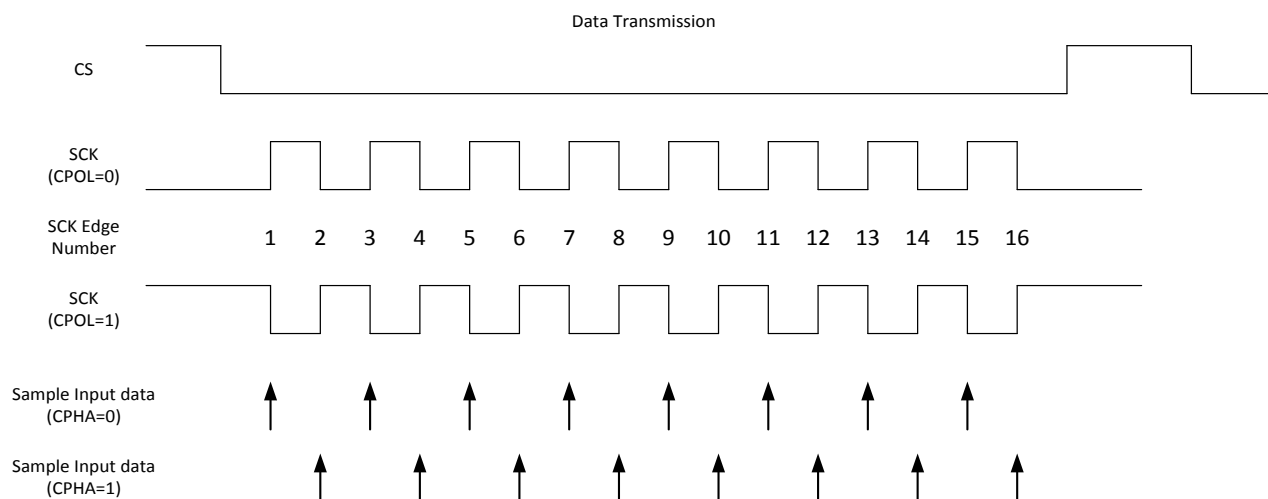 Data Transmission
CS
SCK
(CPOL=0)
SCK Edge
Number
1 2 3 4 5 6 7 8 9 10 11 12 13 14 15 16
SCK
(CPOL=1)
Sample Input data
(CPHA=0)
Sample Input data
(CPHA=1)